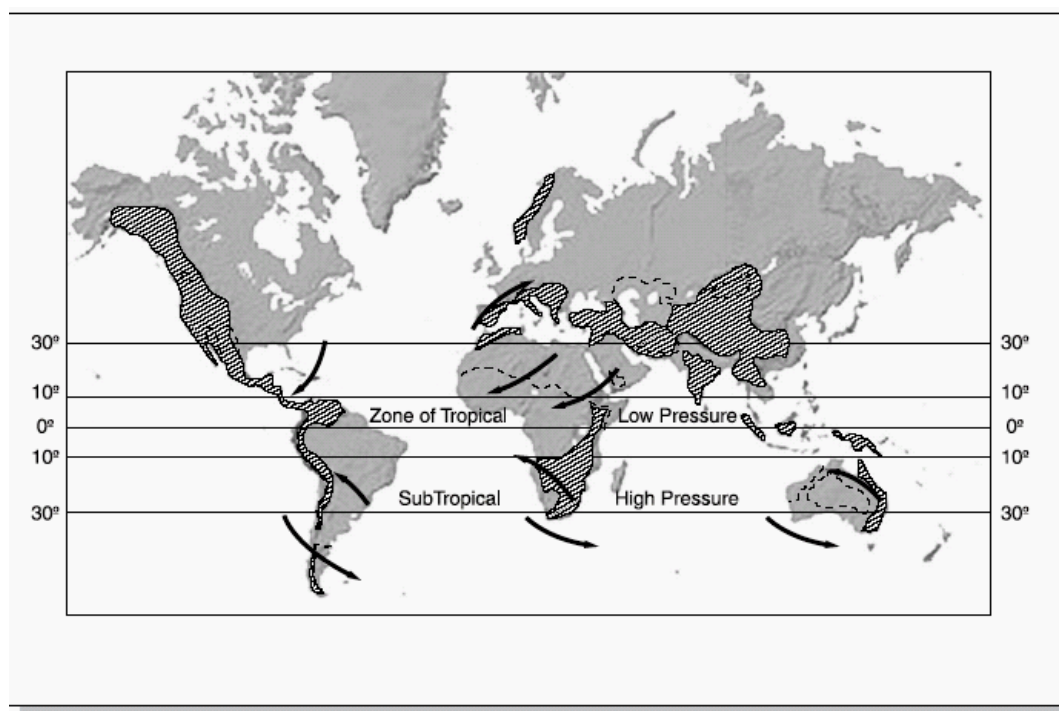 30º 30º
10º 10º
Zone of Tropical Low Pressure
0º 0º
10º 10º
SubTropical High Pressure
30º 30º